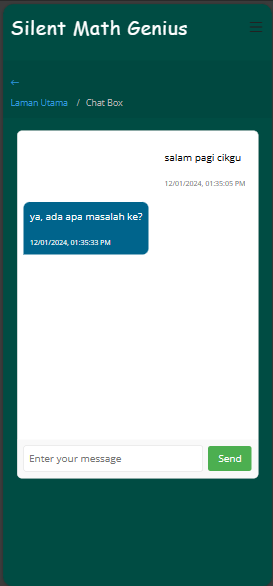 Silent Math Genius
←
Laman Utama / Chat Box
salam pagi cikgu
12/01/2024, 01:35:05 PM
ya, ada apa masalah ke?
12/01/2024, 01:35:33 PM
Enter your message
Send